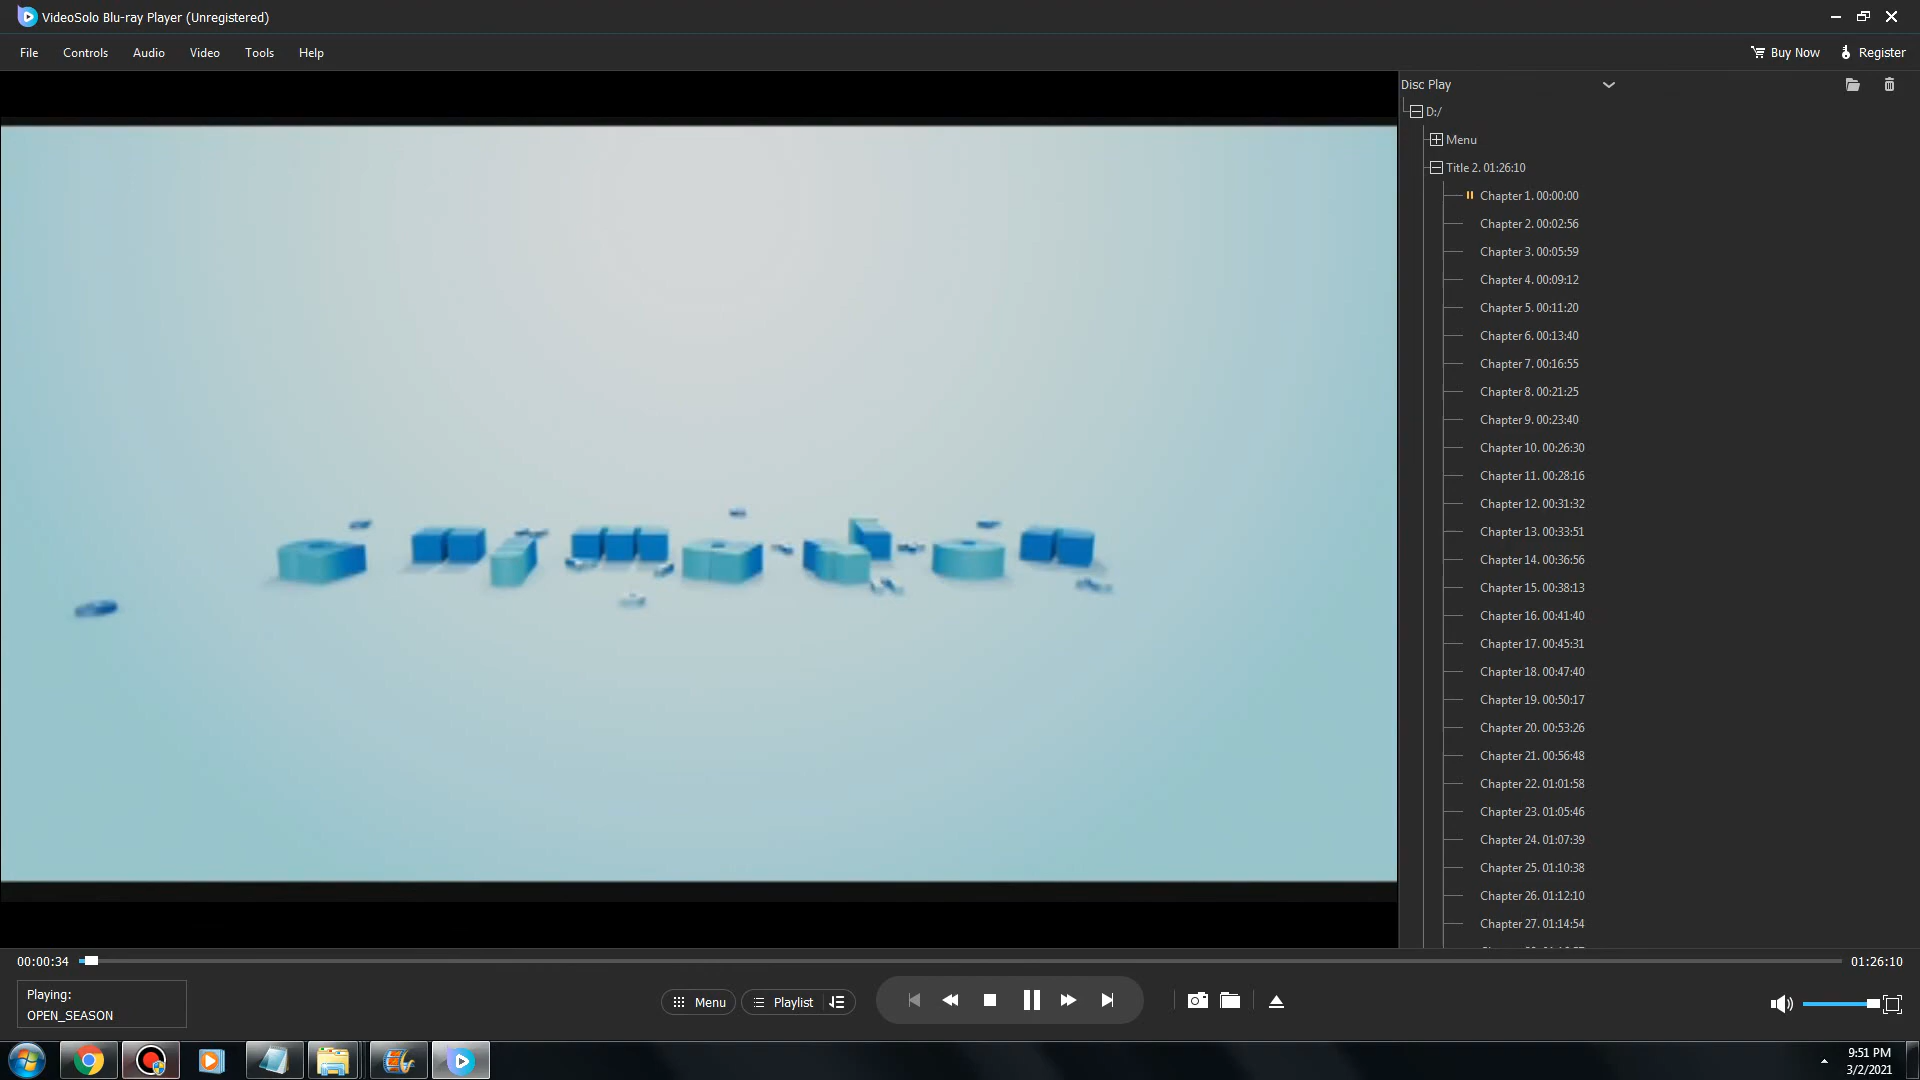 VideoSolo Blu-ray Player (Unregistered)
File Controls Audio Video Tools Help
Buy Now Register
Disc Play
D:/
Menu
Title 2. 01:26:10
Chapter 1. 00:00:00
Chapter 2. 00:02:56
Chapter 3. 00:05:59
Chapter 4. 00:09:12
Chapter 5. 00:11:20
Chapter 6. 00:13:40
Chapter 7. 00:16:55
Chapter 8. 00:21:25
Chapter 9. 00:23:40
Chapter 10. 00:26:30
Chapter 11. 00:28:16
Chapter 12. 00:31:32
Chapter 13. 00:33:51
Chapter 14. 00:36:56
Chapter 15. 00:38:13
Chapter 16. 00:41:40
Chapter 17. 00:45:31
Chapter 18. 00:47:40
Chapter 19. 00:50:17
Chapter 20. 00:53:26
Chapter 21. 00:56:48
Chapter 22. 01:01:58
Chapter 23. 01:05:46
Chapter 24. 01:07:39
Chapter 25. 01:10:38
Chapter 26. 01:12:10
Chapter 27. 01:14:54
00:00:34
01:26:10
Playing:
OPEN_SEASON
Menu
Playlist
9:51 PM
3/2/2021